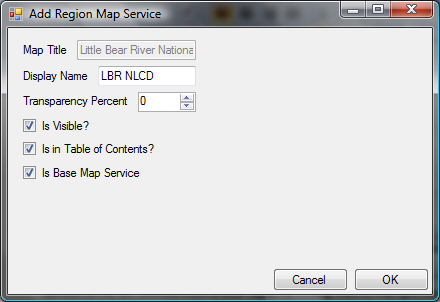 Add Region Map Service
Map Title Little Bear River Nationa
Display Name LBR NLCD
Transparency Percent 0
Is Visible?
Is in Table of Contents?
Is Base Map Service
Cancel OK